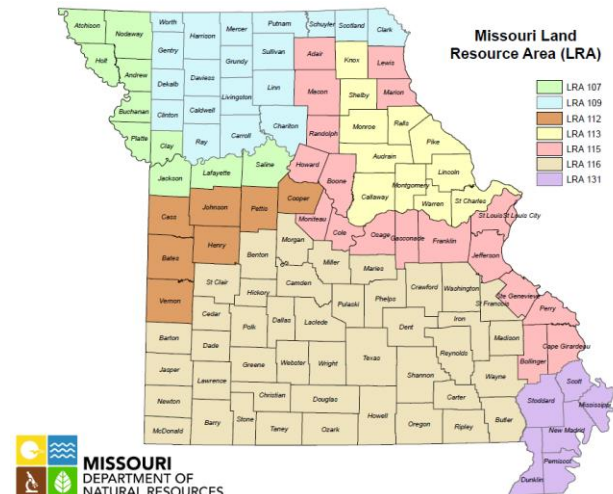 Missouri Land
Resource Area (LRA)
LRA 107
LRA 109
LRA 112
LRA 113
LRA 115
LRA 116
LRA 131
Atchison
Nodaway
Worth
Harrison
Mercer
Putnam
Schuyler
Scotland
Clark
Gentry
Holt
Andrew
Dekalb
Daviess
Grundy
Sullivan
Adair
Knox
Lewis
Buchanan
Clinton
Caldwell
Livingston
Linn
Macon
Shelby
Marion
Platte
Clay
Ray
Carroll
Chariton
Randolph
Monroe
Ralls
Pike
Jackson
Lafayette
Saline
Howard
Boone
Audrain
Callaway
Montgomery
Lincoln
Warren
St Charles
St Louis
St Louis City
Cass
Johnson
Pettis
Cooper
Moniteau
Cole
Osage
Gasconade
Franklin
Jefferson
Bates
Henry
Benton
Morgan
Miller
Maries
Vernon
St Clair
Hickory
Camden
Pulaski
Phelps
Crawford
Washington
St Francois
Ste Genevieve
Perry
Barton
Cedar
Polk
Dallas
Laclede
Dent
Iron
Madison
Bollinger
Cape Girardeau
Jasper
Dade
Greene
Webster
Wright
Texas
Shannon
Reynolds
Wayne
Newton
Lawrence
Christian
Douglas
Howell
Carter
Butler
Stoddard
Scott
Mississippi
McDonald
Barry
Stone
Taney
Ozark
Oregon
Ripley
New Madrid
Pemiscot
Dunklin
MISSOURI
DEPARTMENT OF
NATURAL RESOURCES